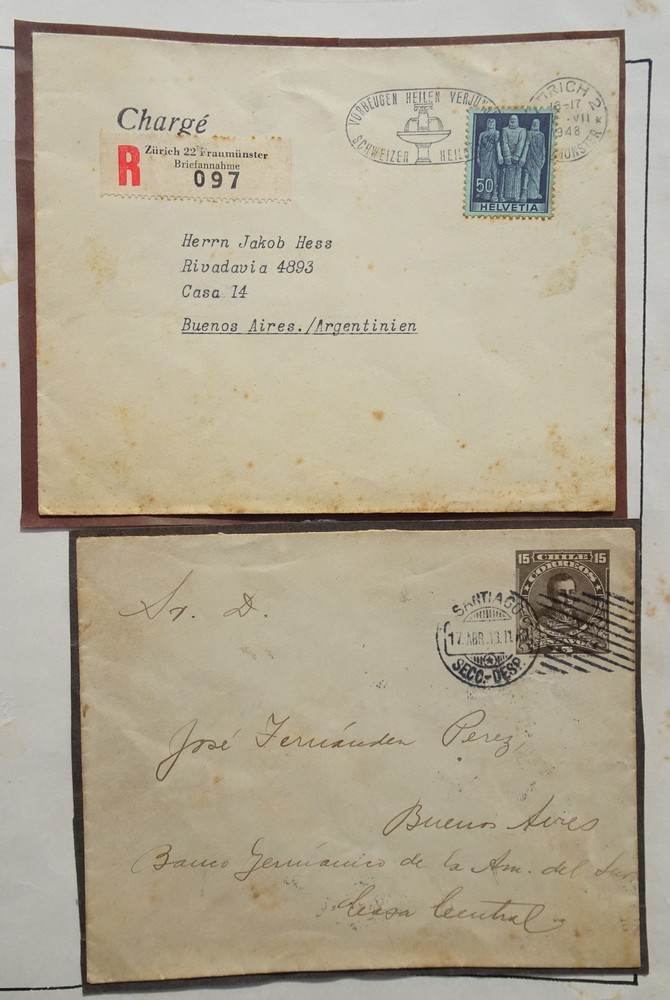 Chargé
VORBEUGEN HEILEN
SCHWEIZER
R
Zürich 22 Fraumünster
Briefannahme
097
50
HELVETIA
Herrn Jakob Hess
Rivadavia 4893
Casa 14
Buenos Aires./Argentinien
15 CHILE 15
CORREOS
SANTIAGO
17.ABR.13.
SECC.-DESP.
Sr. D.
José Fernández Perez
Buenos Aires
Banco Germánico de la Am. del Sur
Casa Central